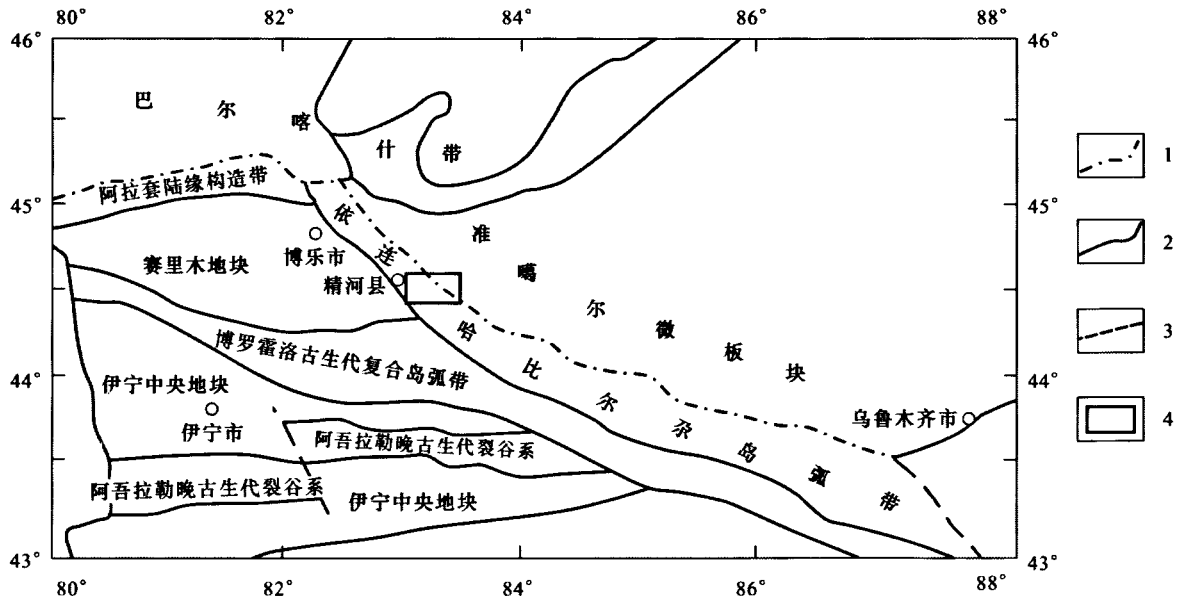 80° 82° 84° 86° 88°
46° 46°
巴尔喀什带
阿拉套陆缘构造带
45° 45°
依连哈比尔尕岛弧带
准噶尔微板块
博乐市
赛里木地块
精河县
博罗霍洛古生代复合岛弧带
44° 44°
伊宁中央地块
伊宁市
乌鲁木齐市
阿吾拉勒晚古生代裂谷系
阿吾拉勒晚古生代裂谷系
伊宁中央地块
43° 43°
80° 82° 84° 86° 88°
1
2
3
4